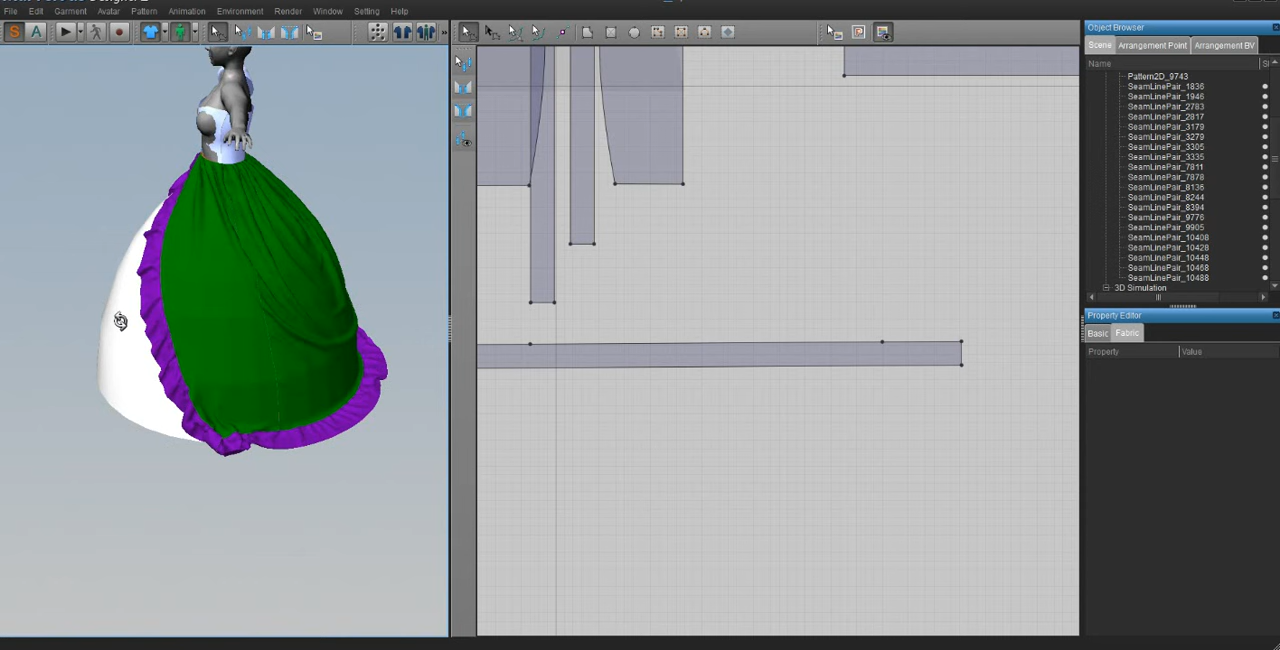 File Edit Garment Avatar Pattern Animation Environment Render Window Setting Help
Object Browser
Scene Arrangement Point Arrangement BV
Name
Pattern2D_9743
SeamLinePair_1836
SeamLinePair_1946
SeamLinePair_2783
SeamLinePair_2817
SeamLinePair_3179
SeamLinePair_3279
SeamLinePair_3305
SeamLinePair_3335
SeamLinePair_7811
SeamLinePair_7878
SeamLinePair_8136
SeamLinePair_8244
SeamLinePair_8394
SeamLinePair_9776
SeamLinePair_9905
SeamLinePair_10408
SeamLinePair_10428
SeamLinePair_10448
SeamLinePair_10468
SeamLinePair_10488
3D Simulation
Property Editor
Basic Fabric
Property Value